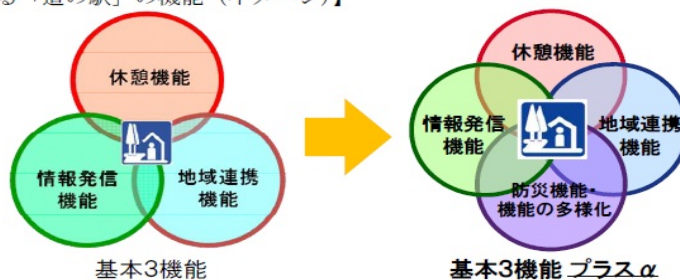 る「道の駅」の機能（イメージ）】
休憩機能
情報発信
機能
地域連携
機能
基本3機能
休憩機能
情報発信
機能
地域連携
機能
防災機能・
機能の多様化
基本3機能 プラスα